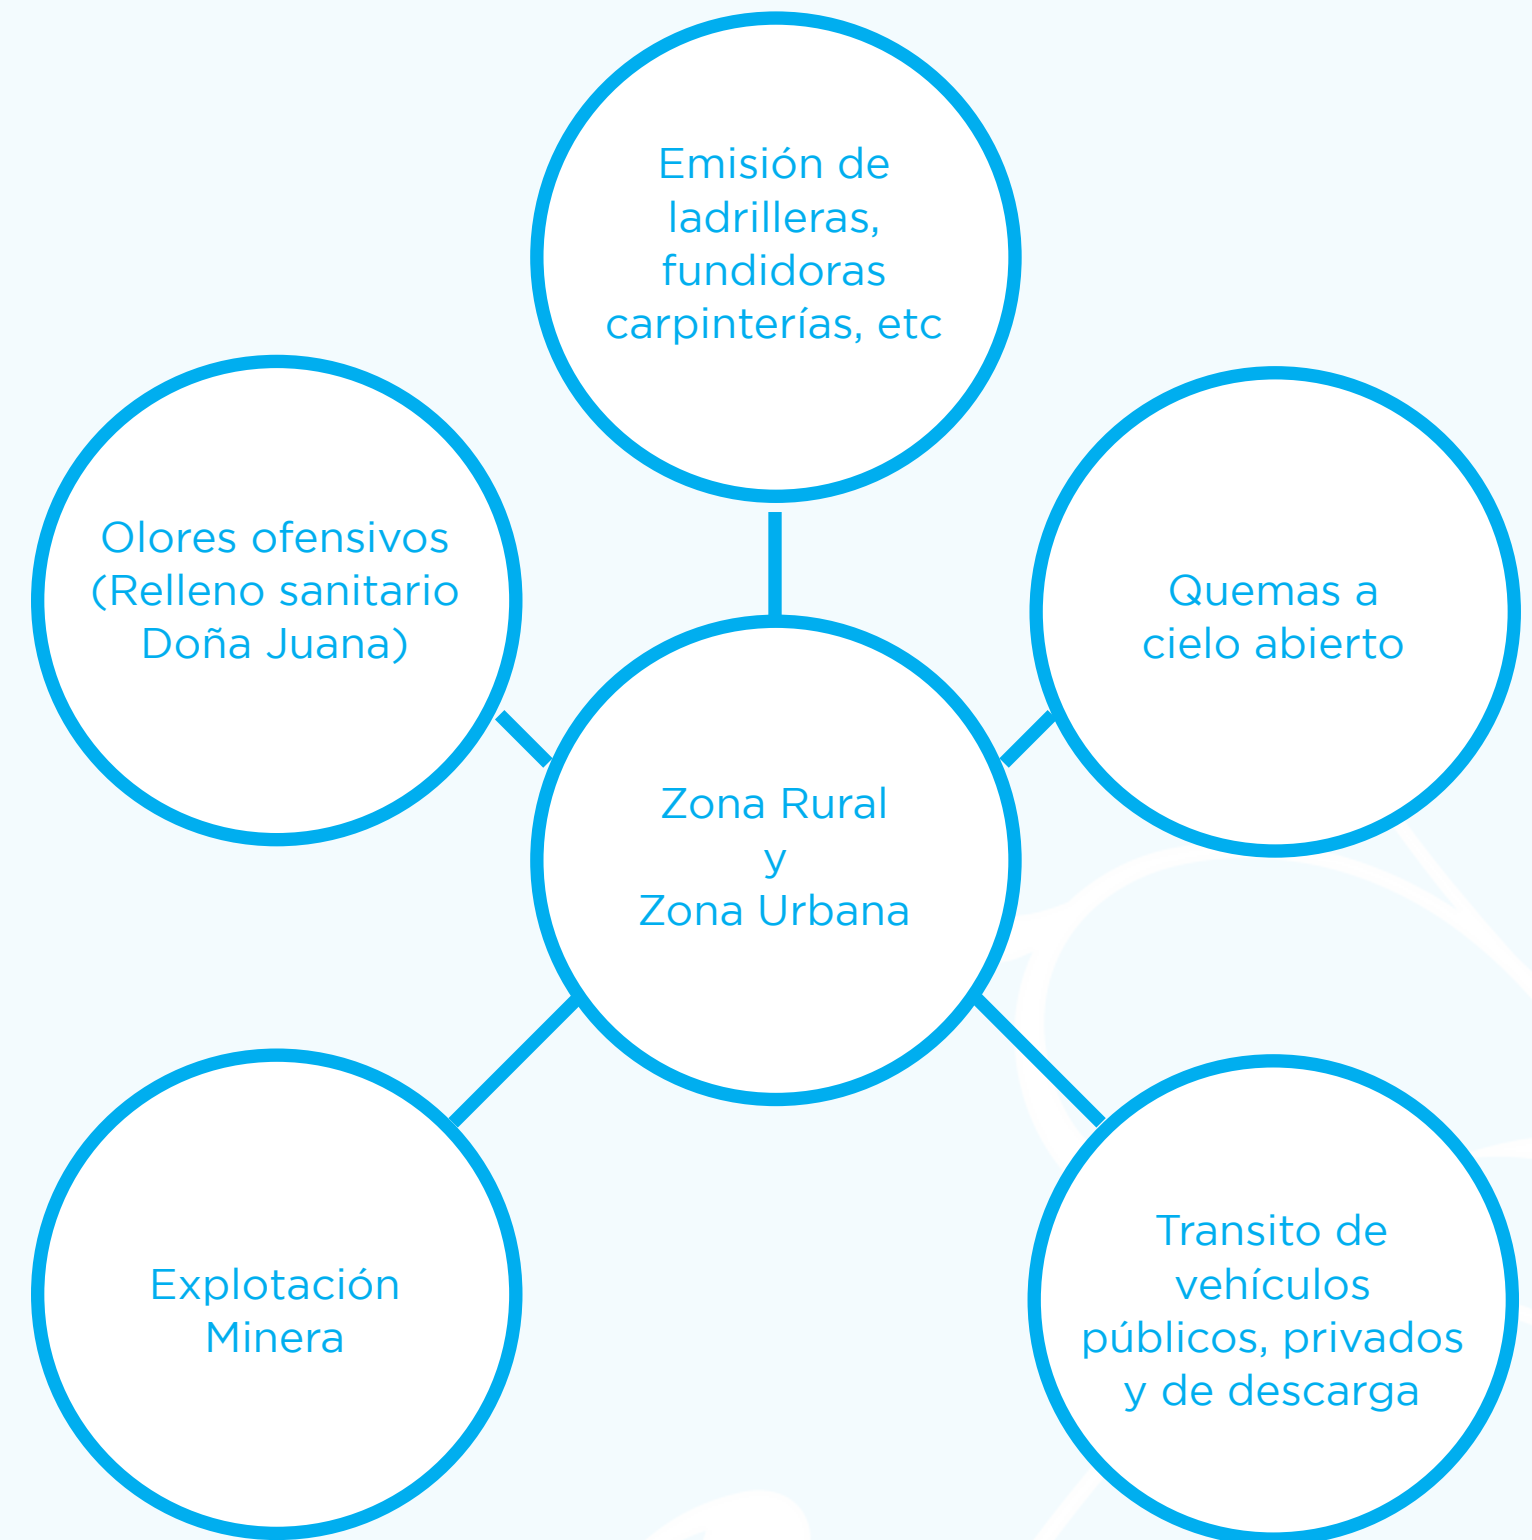 Emisión de
ladrilleras,
fundidoras
carpinterías, etc
Olores ofensivos
(Relleno sanitario
Doña Juana)
Quemas a
cielo abierto
Zona Rural
y
Zona Urbana
Explotación
Minera
Transito de
vehículos
públicos, privados
y de descarga